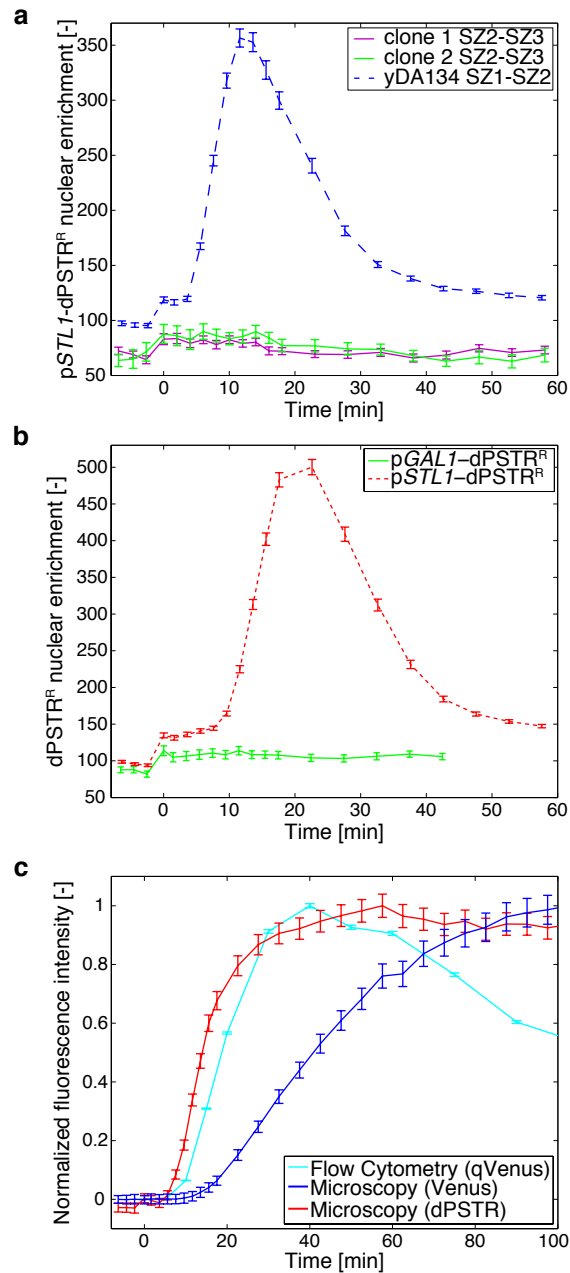 a
pSTL1-dPSTRᴿ nuclear enrichment [-]
350
300
250
200
150
100
50
clone 1 SZ2-SZ3
clone 2 SZ2-SZ3
yDA134 SZ1-SZ2
0 10 20 30 40 50 60
Time [min]
b
dPSTRᴿ nuclear enrichment [-]
500
450
400
350
300
250
200
150
100
50
pGAL1–dPSTRᴿ
pSTL1–dPSTRᴿ
0 10 20 30 40 50 60
Time [min]
c
Normalized fluorescence intensity [-]
1
0.8
0.6
0.4
0.2
0
Flow Cytometry (qVenus)
Microscopy (Venus)
Microscopy (dPSTR)
0 20 40 60 80 100
Time [min]